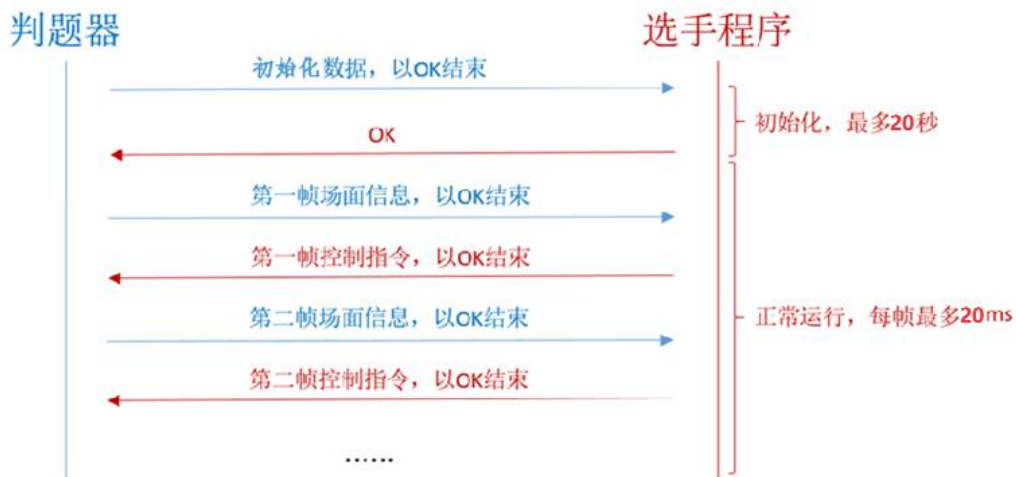 判题器
选手程序
初始化数据，以OK结束
初始化，最多20秒
OK
第一帧场面信息，以OK结束
第一帧控制指令，以OK结束
第二帧场面信息，以OK结束
正常运行，每帧最多20ms
第二帧控制指令，以OK结束
……